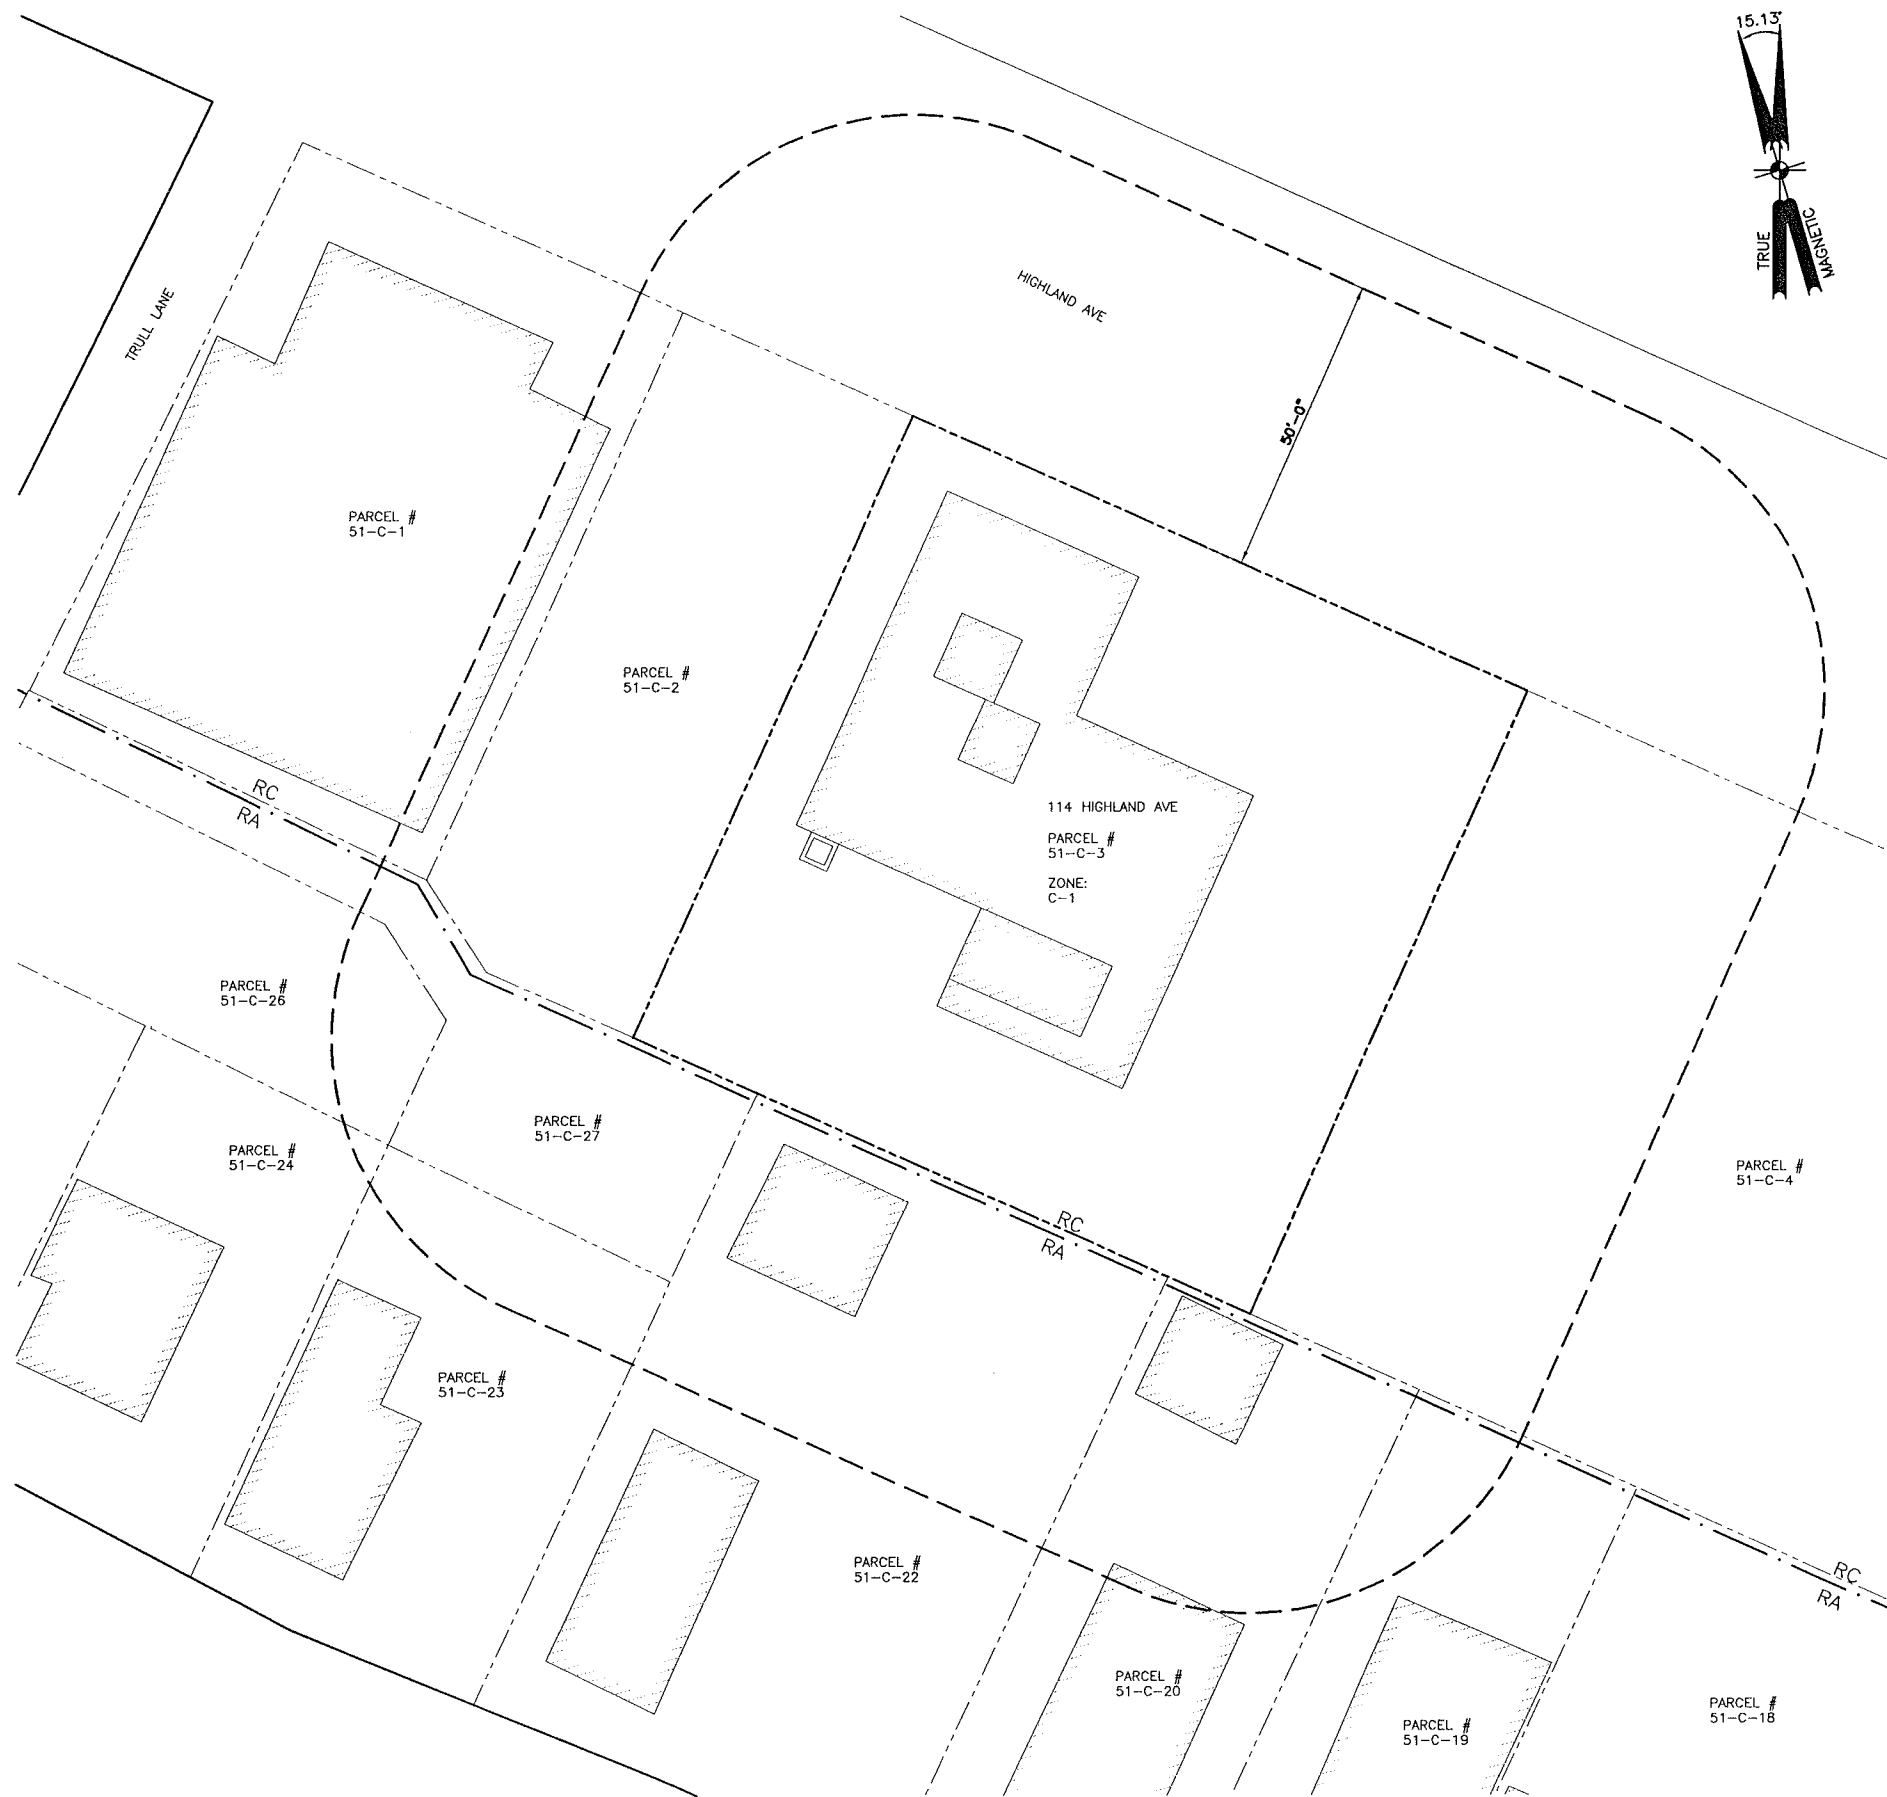 15.13°
TRUE
MAGNETIC
HIGHLAND AVE
TRULL LANE
50'-0"
PARCEL #
51-C-1
PARCEL #
51-C-2
RC
RA
114 HIGHLAND AVE
PARCEL #
51-C-3
ZONE:
C-1
PARCEL #
51-C-26
PARCEL #
51-C-27
PARCEL #
51-C-24
PARCEL #
51-C-4
RC
RA
PARCEL #
51-C-23
PARCEL #
51-C-22
RC
RA
PARCEL #
51-C-20
PARCEL #
51-C-19
PARCEL #
51-C-18